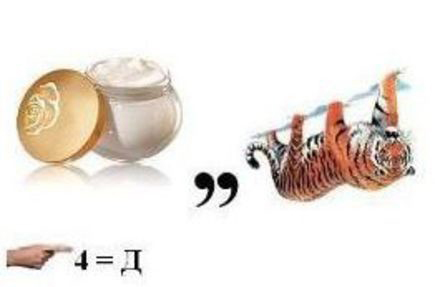 ,,
4 = Д